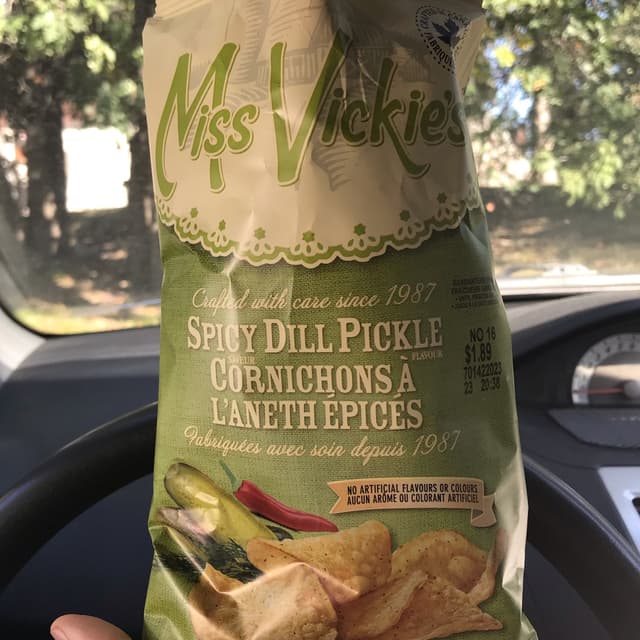 Miss Vickie's
Crafted with care since 1987
SPICY DILL PICKLE
SAVEUR FLAVOUR
CORNICHONS À
L'ANETH ÉPICÉS
Fabriquées avec soin depuis 1987
NO 16
$1.89
701422023
23 20:38
NO ARTIFICIAL FLAVOURS OR COLOURS
AUCUN ARÔME OU COLORANT ARTIFICIEL